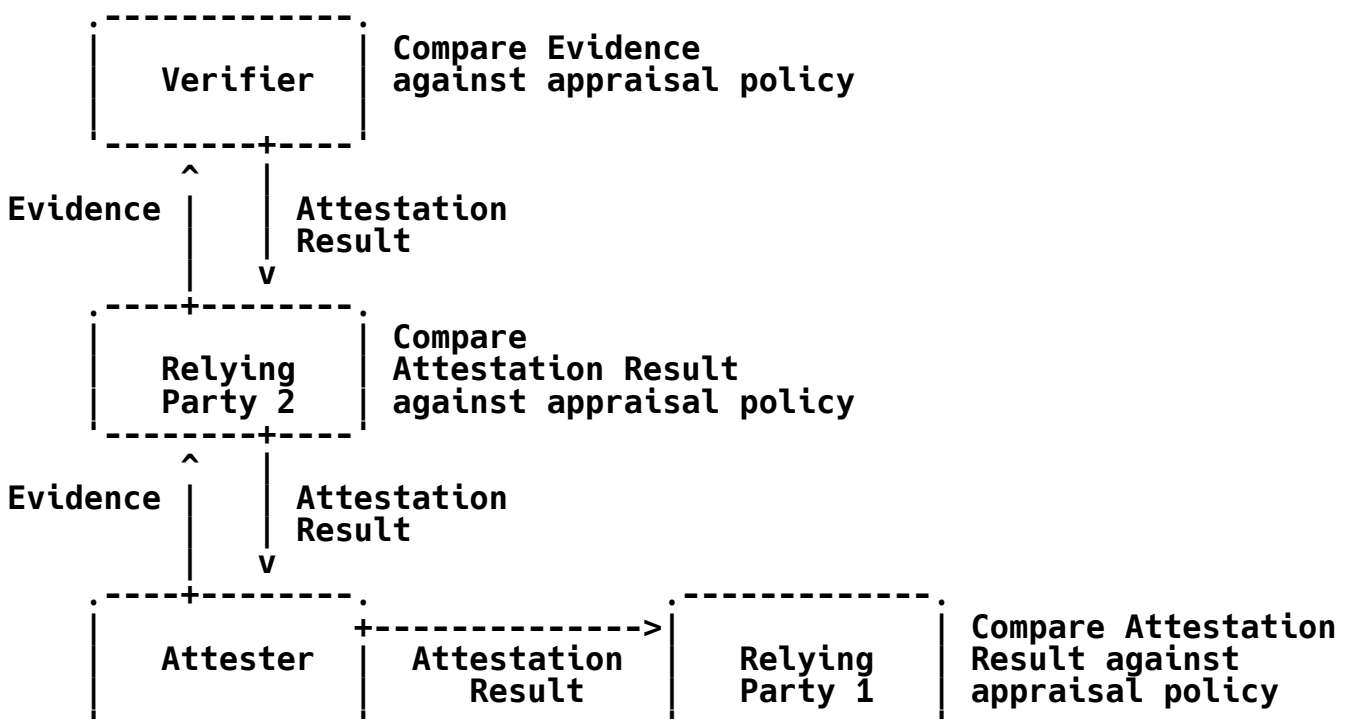 .-------------.
|             | Compare Evidence
|   Verifier  | against appraisal policy
|             |
'--------+----'
     ^   |
Evidence |   | Attestation
|   | Result
|   v
.----+--------.
|             | Compare
|   Relying   | Attestation Result
|   Party 2   | against appraisal policy
'--------+----'
     ^   |
Evidence |   | Attestation
|   | Result
|   v
.----+--------.               .-------------.
|             +-------------->|             | Compare Attestation
|   Attester  |  Attestation  |   Relying   | Result against
|             |    Result     |   Party 1   | appraisal policy